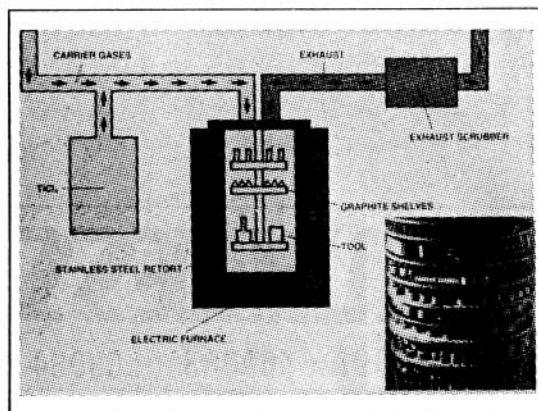 CARRIER GASES
EXHAUST
EXHAUST SCRUBBER
TiCL
GRAPHITE SHELVES
TOOL
STAINLESS STEEL RETORT
ELECTRIC FURNACE